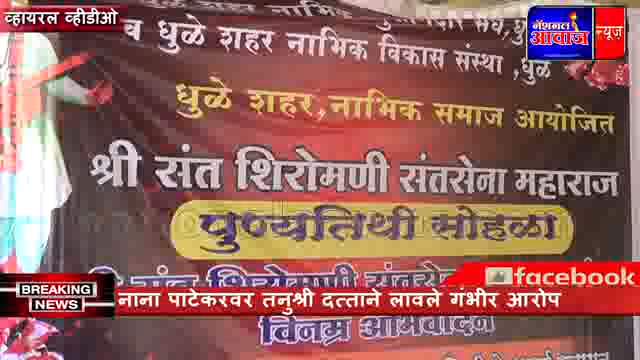 व्हायरल व्हीडीओ
नॅशनल
आवाज
न्यूज
व धुळे शहर नाभिक विकास संस्था ,धुळे
धुळे शहर,नाभिक समाज आयोजित
श्री संत शिरोमणी संतसेना महाराज
पुण्यतिथी सोहळा
संत शिरोमणी
facebook
BREAKING
NEWS
नाना पाटेकरवर तनुश्री दत्ताने लावले गंभीर आरोप
विनम्र अभिवादन